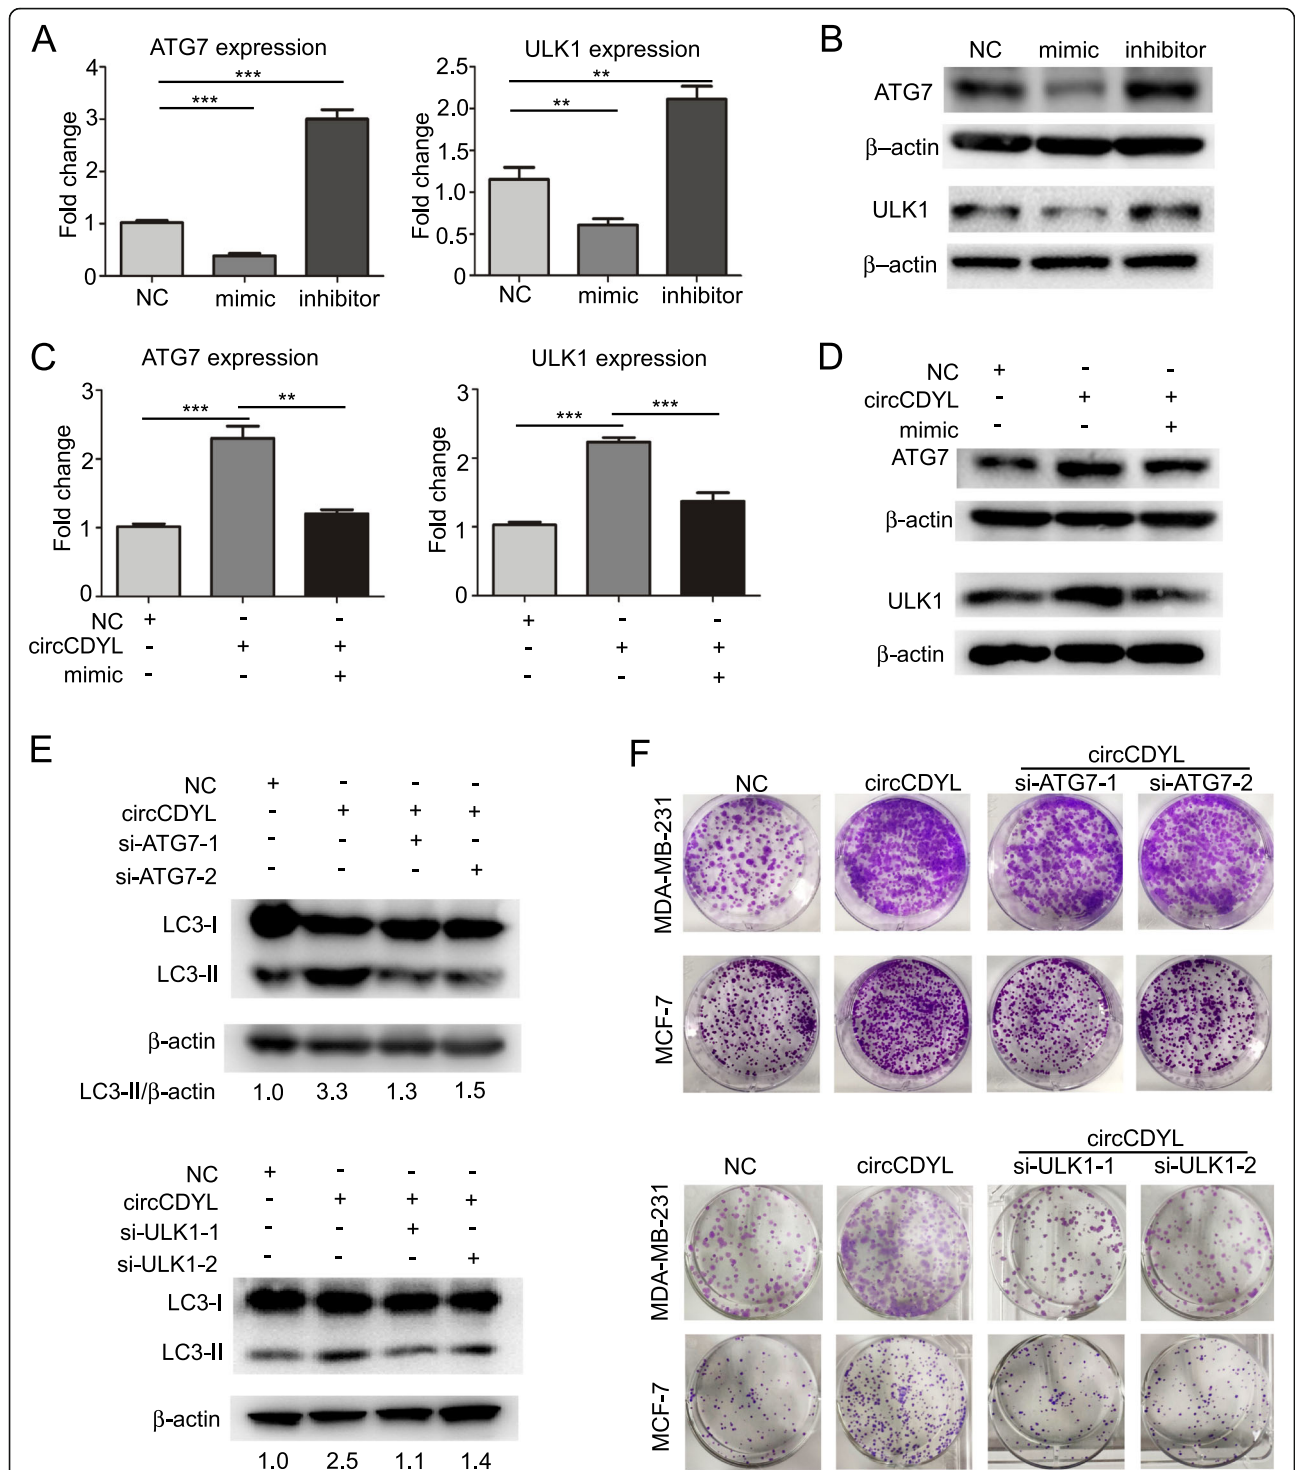 A
ATG7 expression
Fold change
4
3
2
1
0
***
***
NC mimic inhibitor
ULK1 expression
Fold change
2.5
2.0
1.5
1.0
0.5
0
**
**
NC mimic inhibitor
B
NC mimic inhibitor
ATG7
β–actin
ULK1
β–actin
C
ATG7 expression
Fold change
3
2
1
0
*** **
NC + - -
circCDYL - + +
mimic - - +
ULK1 expression
Fold change
3
2
1
0
*** ***
+ - -
- + +
- - +
D
NC + - -
circCDYL - + +
mimic - - +
ATG7
β-actin
ULK1
β-actin
E
NC + - - -
circCDYL - + + +
si-ATG7-1 - - + -
si-ATG7-2 - - - +
LC3-I
LC3-II
β-actin
LC3-II/β-actin 1.0 3.3 1.3 1.5
NC + - - -
circCDYL - + + +
si-ULK1-1 - - + -
si-ULK1-2 - - - +
LC3-I
LC3-II
β-actin
1.0 2.5 1.1 1.4
F
circCDYL
NC circCDYL si-ATG7-1 si-ATG7-2
MDA-MB-231
MCF-7
circCDYL
NC circCDYL si-ULK1-1 si-ULK1-2
MDA-MB-231
MCF-7